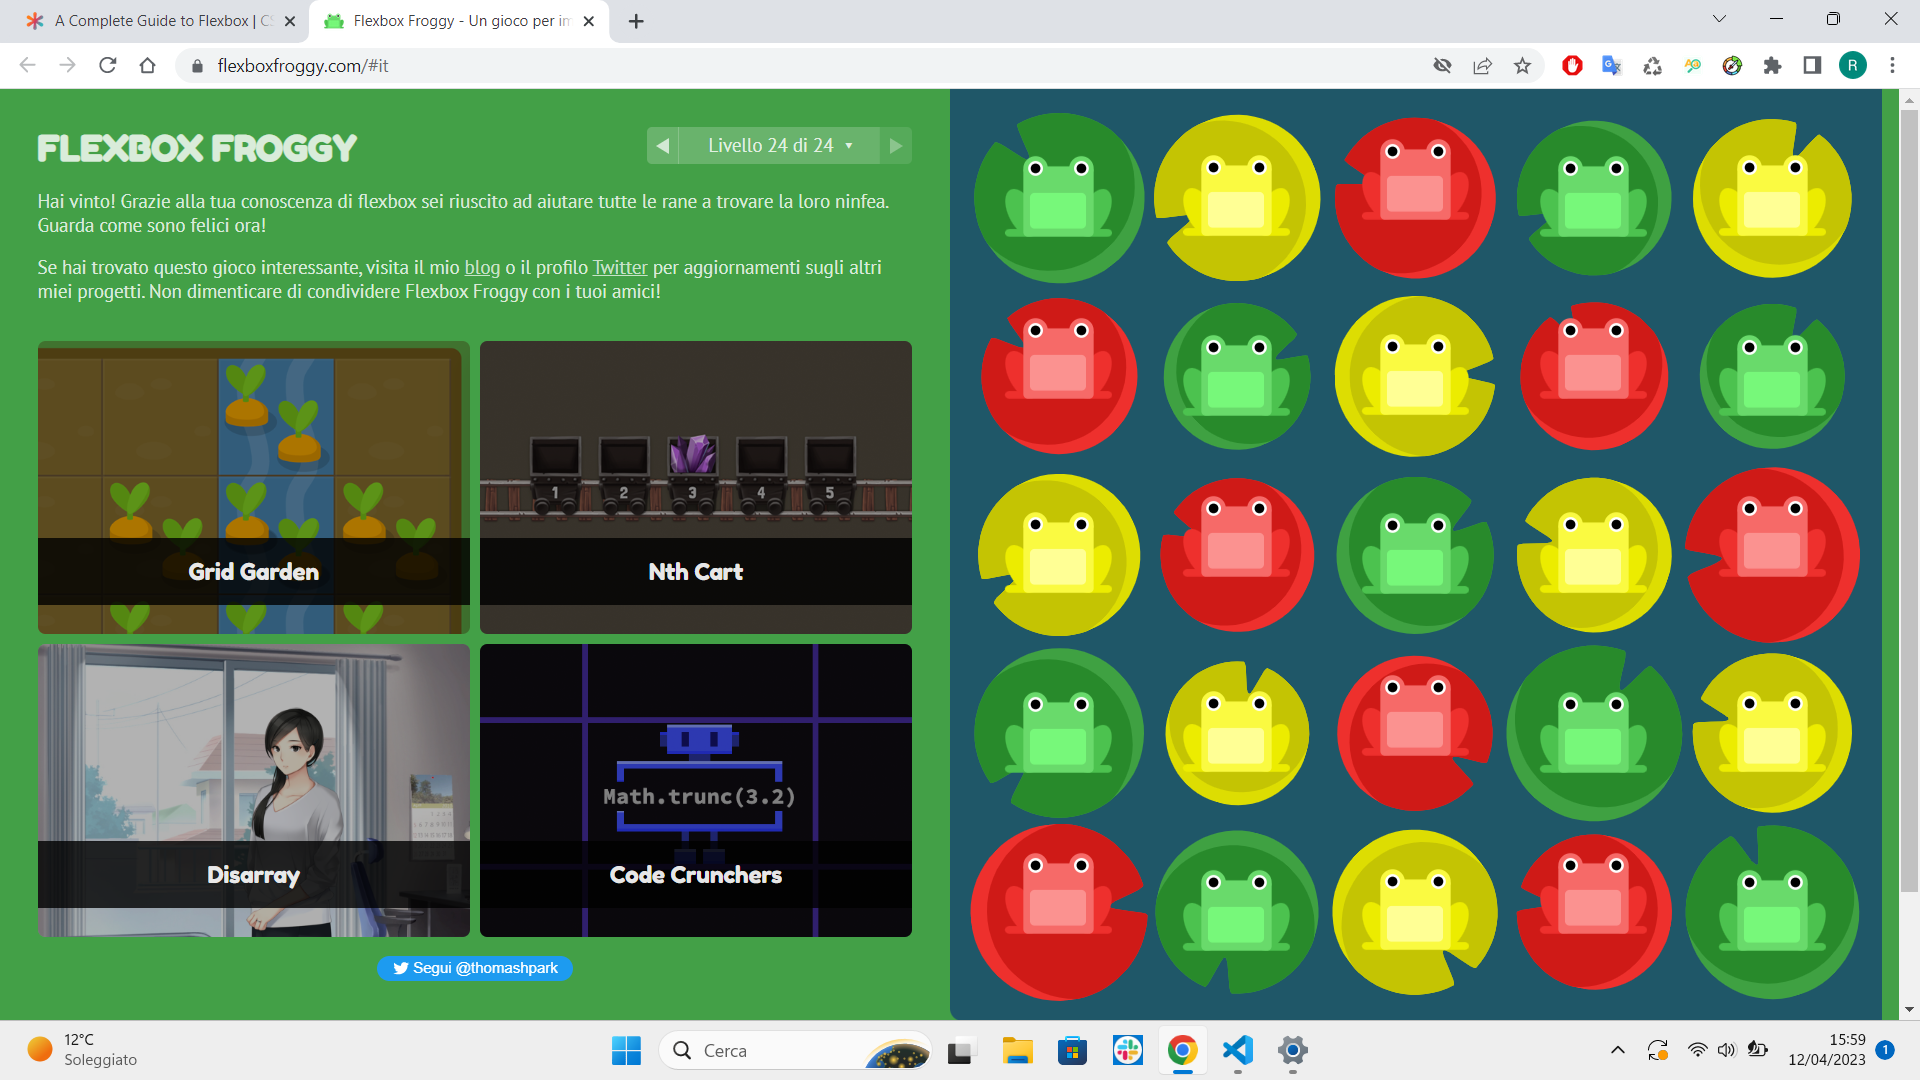 A Complete Guide to Flexbox | CS
Flexbox Froggy - Un gioco per im
flexboxfroggy.com/#it
R
FLEXBOX FROGGY
Livello 24 di 24
Hai vinto! Grazie alla tua conoscenza di flexbox sei riuscito ad aiutare tutte le rane a trovare la loro ninfea.
Guarda come sono felici ora!
Se hai trovato questo gioco interessante, visita il mio blog o il profilo Twitter per aggiornamenti sugli altri
miei progetti. Non dimenticare di condividere Flexbox Froggy con i tuoi amici!
1 2 3 4 5
Grid Garden
Nth Cart
Math.trunc(3.2)
Disarray
Code Crunchers
Segui @thomashpark
12°C
Soleggiato
Cerca
15:59
12/04/2023
1